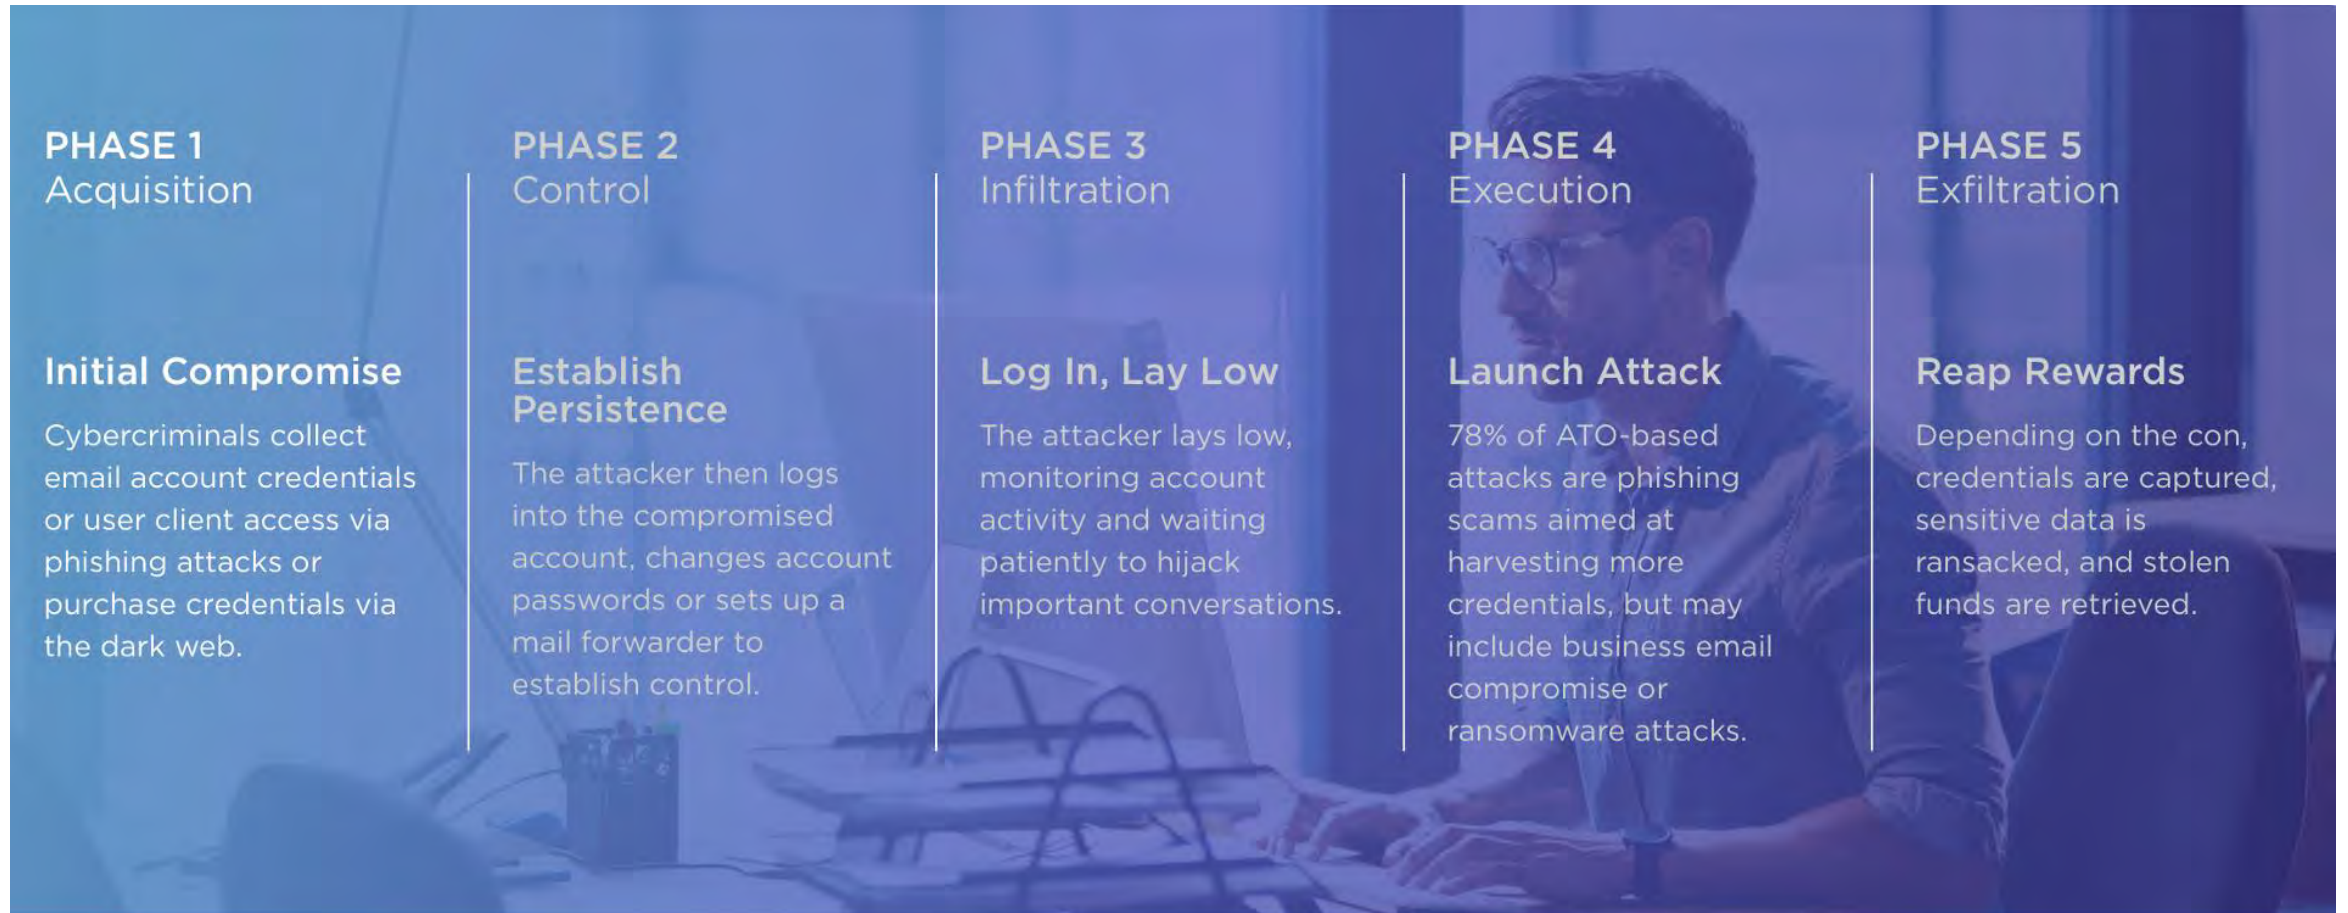 PHASE 1
Acquisition
Initial Compromise
Cybercriminals collect
email account credentials
or user client access via
phishing attacks or
purchase credentials via
the dark web.
PHASE 2
Control
Establish
Persistence
The attacker then logs
into the compromised
account, changes account
passwords or sets up a
mail forwarder to
establish control.
PHASE 3
Infiltration
Log In, Lay Low
The attacker lays low,
monitoring account
activity and waiting
patiently to hijack
important conversations.
PHASE 4
Execution
Launch Attack
78% of ATO-based
attacks are phishing
scams aimed at
harvesting more
credentials, but may
include business email
compromise or
ransomware attacks.
PHASE 5
Exfiltration
Reap Rewards
Depending on the con,
credentials are captured,
sensitive data is
ransacked, and stolen
funds are retrieved.